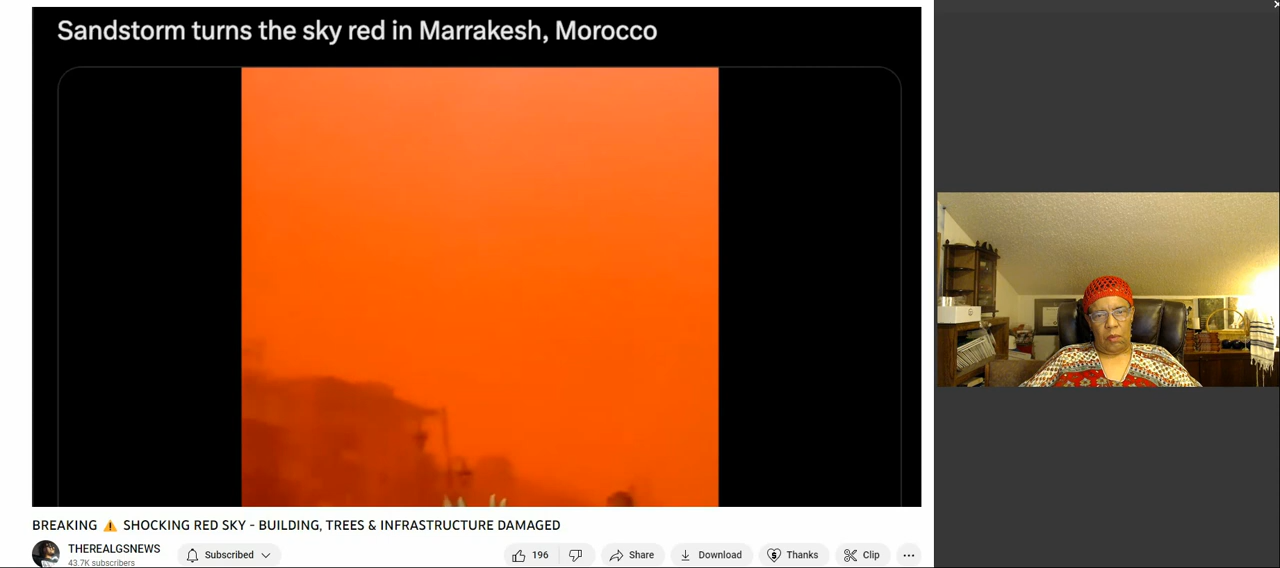 Sandstorm turns the sky red in Marrakesh, Morocco
BREAKING ⚠️ SHOCKING RED SKY - BUILDING, TREES & INFRASTRUCTURE DAMAGED
THEREALGSNEWS
43.7K subscribers
Subscribed
196
Share
Download
Thanks
Clip